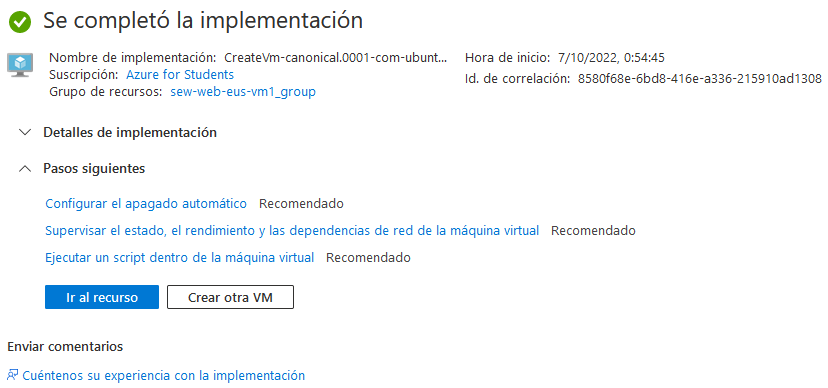 Se completó la implementación
Nombre de implementación: CreateVm-canonical.0001-com-ubunt...
Hora de inicio: 7/10/2022, 0:54:45
Suscripción: Azure for Students
Id. de correlación: 8580f68e-6bd8-416e-a336-215910ad1308
Grupo de recursos: sew-web-eus-vm1_group
Detalles de implementación
Pasos siguientes
Configurar el apagado automático Recomendado
Supervisar el estado, el rendimiento y las dependencias de red de la máquina virtual Recomendado
Ejecutar un script dentro de la máquina virtual Recomendado
Ir al recurso
Crear otra VM
Enviar comentarios
Cuéntenos su experiencia con la implementación